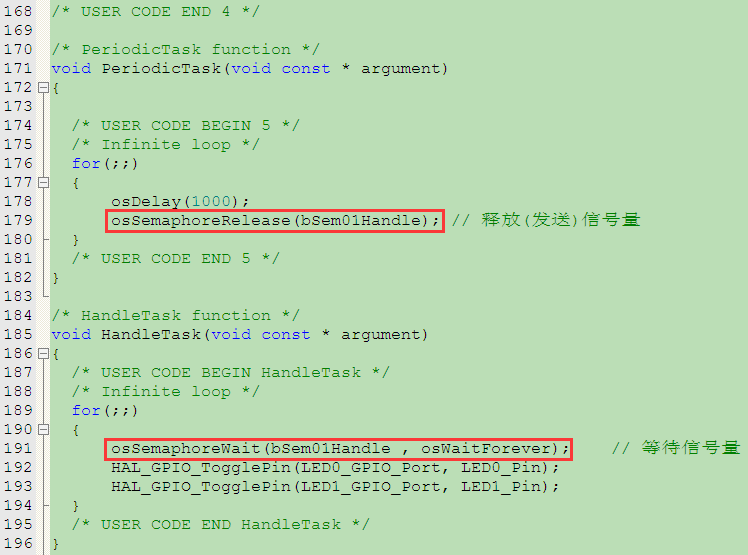 168 /* USER CODE END 4 */
169
170 /* PeriodicTask function */
171 void PeriodicTask(void const * argument)
172 {
173
174 /* USER CODE BEGIN 5 */
175 /* Infinite loop */
176 for(;;)
177 {
178 osDelay(1000);
179 osSemaphoreRelease(bSem01Handle); // 释放(发送)信号量
180 }
181 /* USER CODE END 5 */
182 }
183
184 /* HandleTask function */
185 void HandleTask(void const * argument)
186 {
187 /* USER CODE BEGIN HandleTask */
188 /* Infinite loop */
189 for(;;)
190 {
191 osSemaphoreWait(bSem01Handle , osWaitForever); // 等待信号量
192 HAL_GPIO_TogglePin(LED0_GPIO_Port, LED0_Pin);
193 HAL_GPIO_TogglePin(LED1_GPIO_Port, LED1_Pin);
194 }
195 /* USER CODE END HandleTask */
196 }